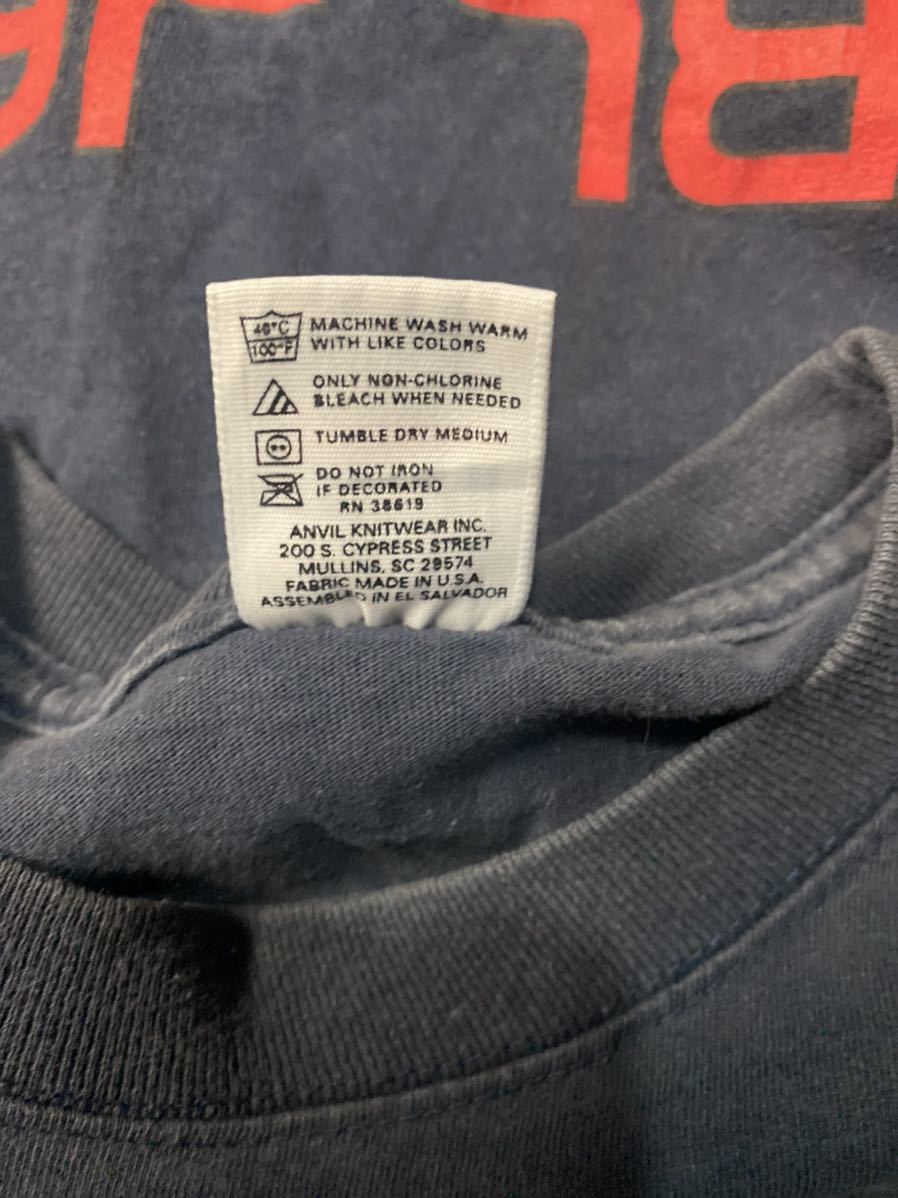 40°C MACHINE WASH WARM
100°F WITH LIKE COLORS
ONLY NON-CHLORINE
BLEACH WHEN NEEDED
TUMBLE DRY MEDIUM
DO NOT IRON
IF DECORATED
RN 38619
ANVIL KNITWEAR INC.
200 S. CYPRESS STREET
MULLINS, SC 29574
FABRIC MADE IN U.S.A.
ASSEMBLED IN EL SALVADOR